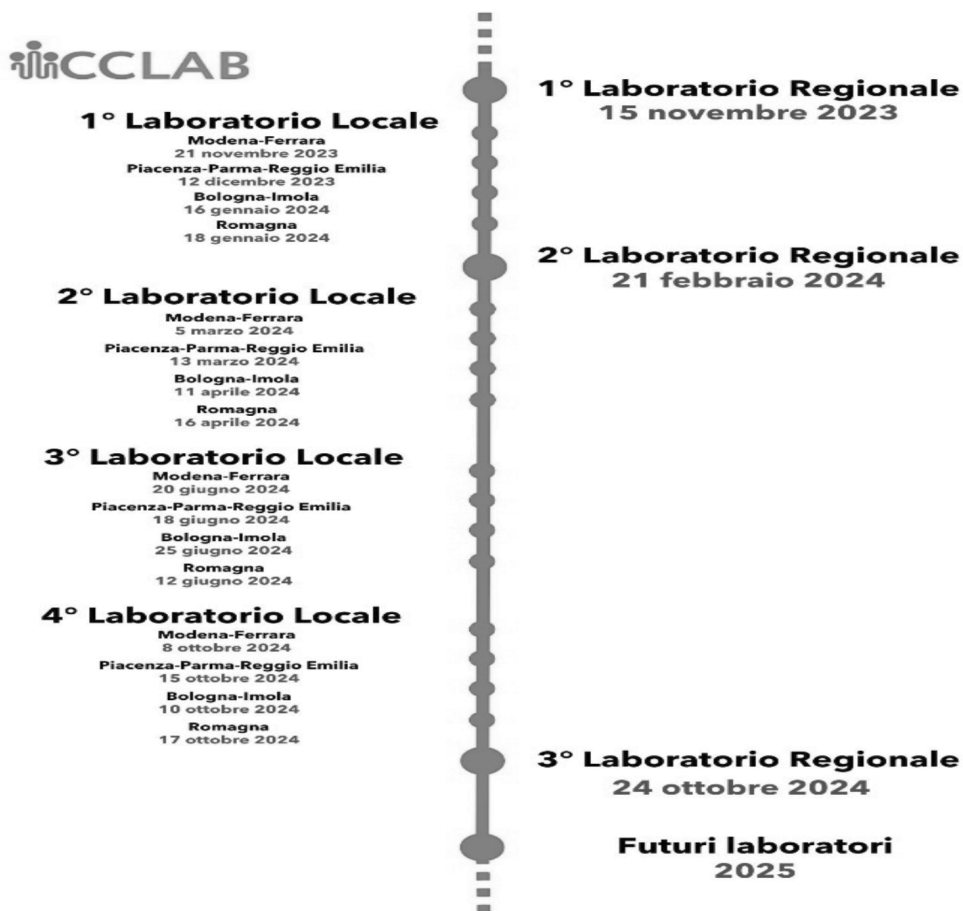 CCLAB
1° Laboratorio Regionale
15 novembre 2023
1° Laboratorio Locale
Modena-Ferrara
21 novembre 2023
Piacenza-Parma-Reggio Emilia
12 dicembre 2023
Bologna-Imola
16 gennaio 2024
Romagna
18 gennaio 2024
2° Laboratorio Regionale
21 febbraio 2024
2° Laboratorio Locale
Modena-Ferrara
5 marzo 2024
Piacenza-Parma-Reggio Emilia
13 marzo 2024
Bologna-Imola
11 aprile 2024
Romagna
16 aprile 2024
3° Laboratorio Locale
Modena-Ferrara
20 giugno 2024
Piacenza-Parma-Reggio Emilia
18 giugno 2024
Bologna-Imola
25 giugno 2024
Romagna
12 giugno 2024
4° Laboratorio Locale
Modena-Ferrara
8 ottobre 2024
Piacenza-Parma-Reggio Emilia
15 ottobre 2024
Bologna-Imola
10 ottobre 2024
Romagna
17 ottobre 2024
3° Laboratorio Regionale
24 ottobre 2024
Futuri laboratori
2025